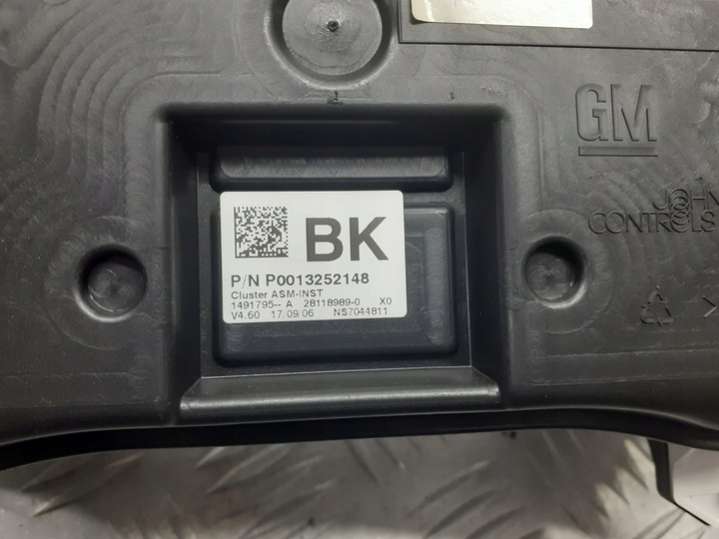 GM
JOHN
CONTROLS
BK
P/N P0013252148
Cluster ASM-INST
1491795-- A 28118989-0 X0
V4.60 17.09.06 NS7044811